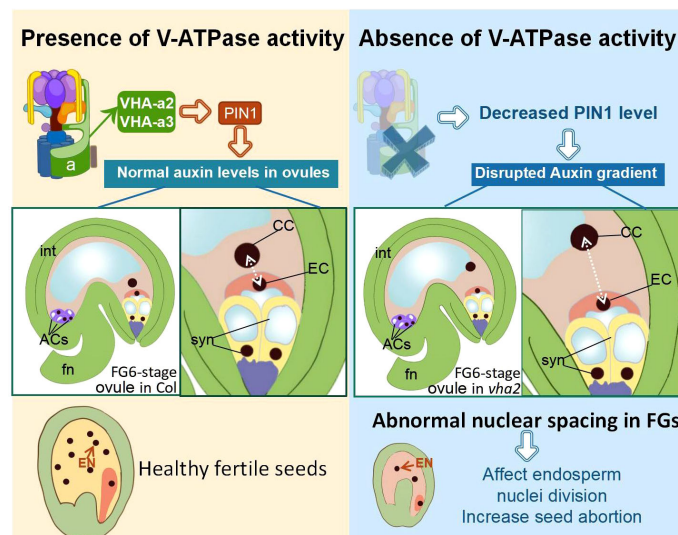 Presence of V-ATPase activity
VHA-a2
VHA-a3
PIN1
a
Normal auxin levels in ovules
int
ACs
fn
FG6-stage
ovule in Col
CC
EC
syn
EN
Healthy fertile seeds
Absence of V-ATPase activity
Decreased PIN1 level
Disrupted Auxin gradient
int
ACs
fn
FG6-stage
ovule in vha2
CC
EC
syn
Abnormal nuclear spacing in FGs
EN
Affect endosperm
nuclei division
Increase seed abortion